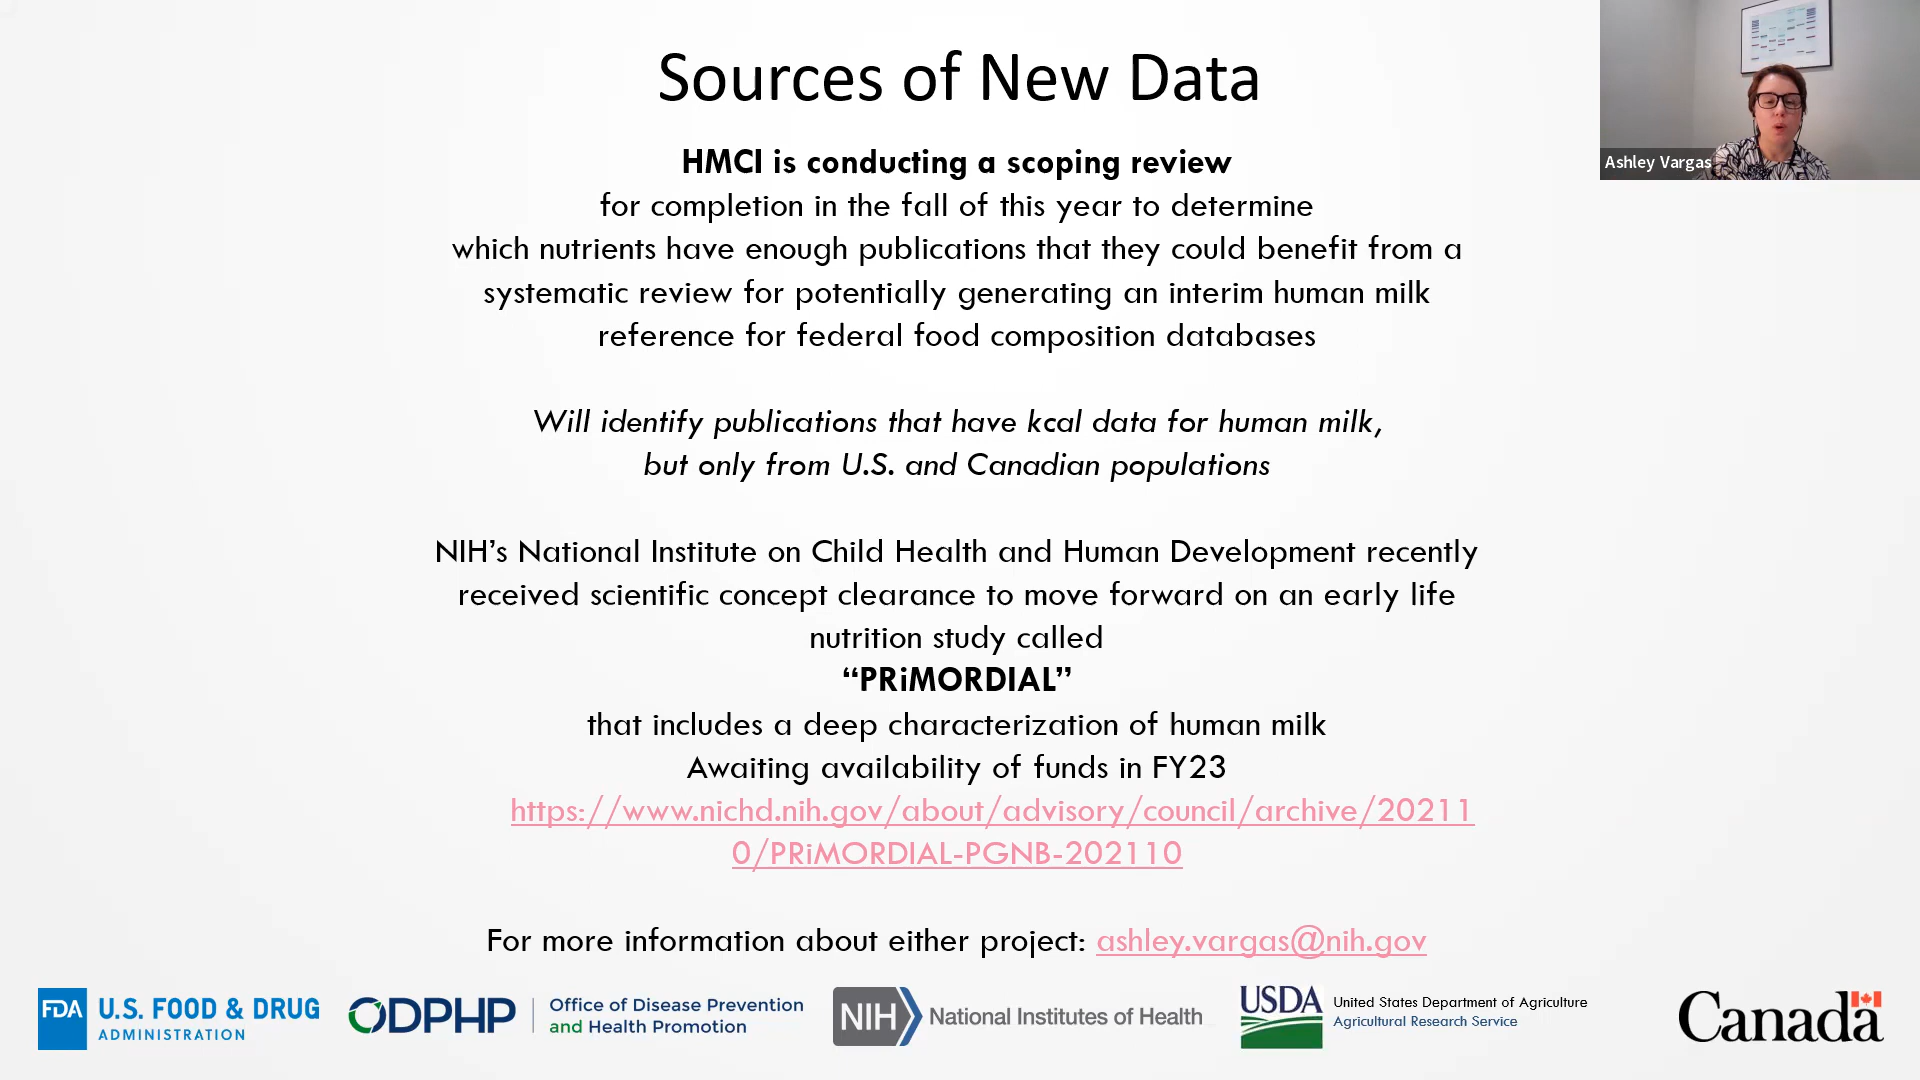 Sources of New Data
Ashley Vargas
HMCI is conducting a scoping review
for completion in the fall of this year to determine
which nutrients have enough publications that they could benefit from a
systematic review for potentially generating an interim human milk
reference for federal food composition databases
Will identify publications that have kcal data for human milk,
but only from U.S. and Canadian populations
NIH’s National Institute on Child Health and Human Development recently
received scientific concept clearance to move forward on an early life
nutrition study called
“PRiMORDIAL”
that includes a deep characterization of human milk
Awaiting availability of funds in FY23
https://www.nichd.nih.gov/about/advisory/council/archive/20211
0/PRiMORDIAL-PGNB-202110
For more information about either project: ashley.vargas@nih.gov
FDA U.S. FOOD & DRUG
ADMINISTRATION
ODPHP
Office of Disease Prevention
and Health Promotion
NIH National Institutes of Health
USDA
United States Department of Agriculture
Agricultural Research Service
Canada